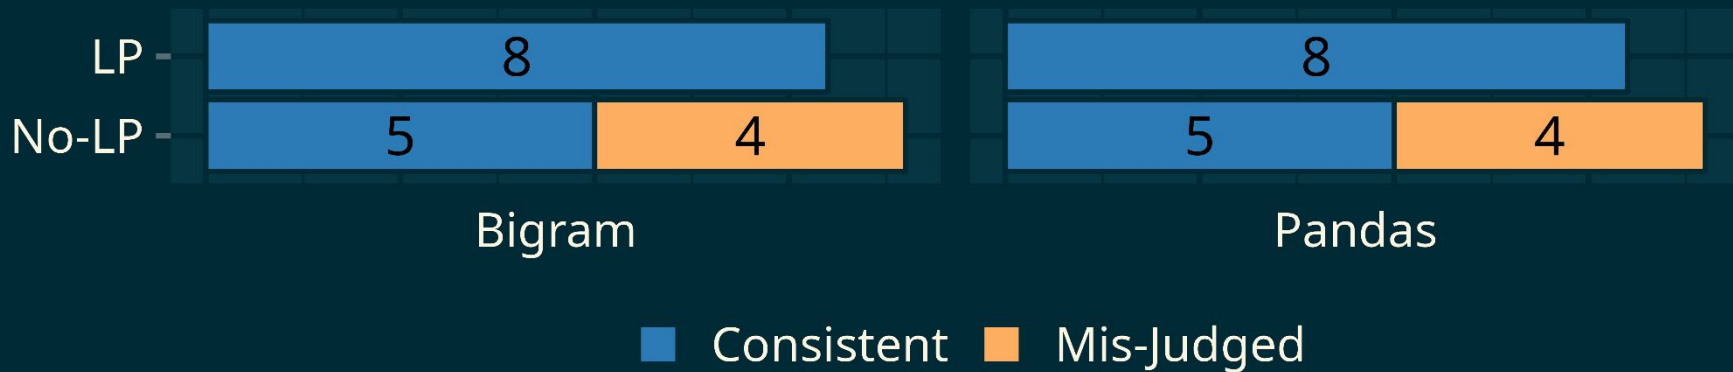 LP 8 8
No-LP 5 4 5 4
Bigram Pandas
Consistent Mis-Judged